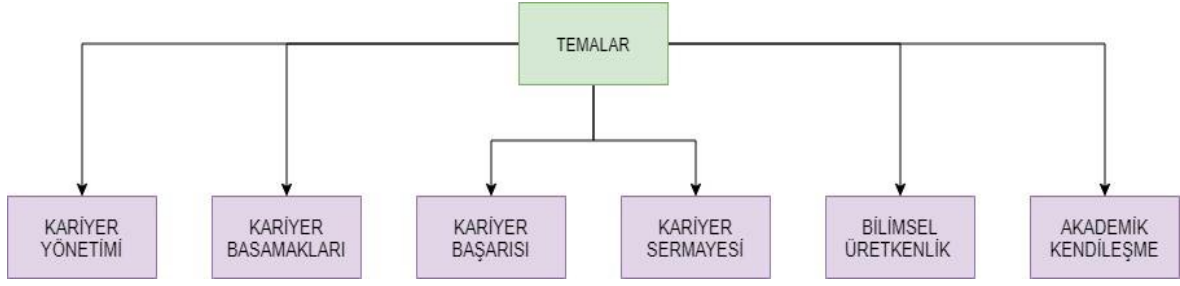 TEMALAR
KARİYER
YÖNETİMİ
KARİYER
BASAMAKLARI
KARİYER
BAŞARISI
KARİYER
SERMAYESİ
BİLİMSEL
ÜRETKENLİK
AKADEMİK
KENDİLEŞME